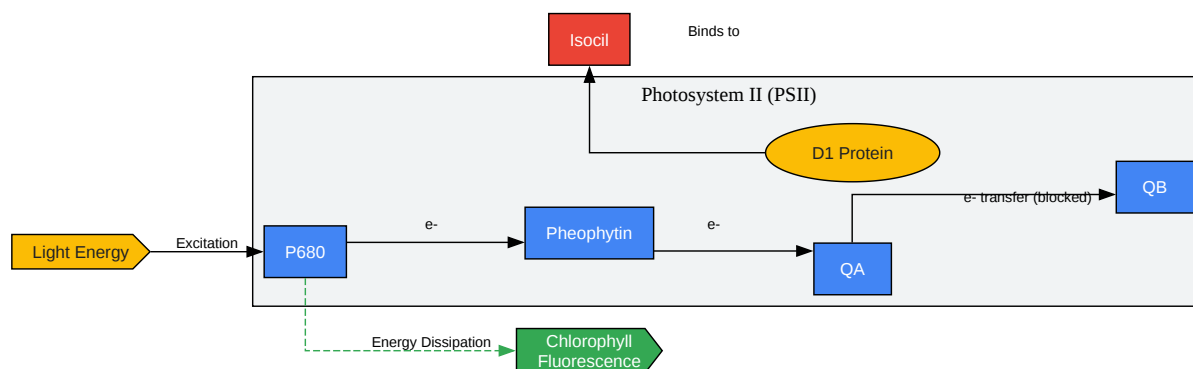 Isocil
Binds to
Photosystem II (PSII)
D1 Protein
QB
e- transfer (blocked)
Light Energy
Excitation
P680
e-
Pheophytin
e-
QA
Energy Dissipation
Chlorophyll
Fluorescence